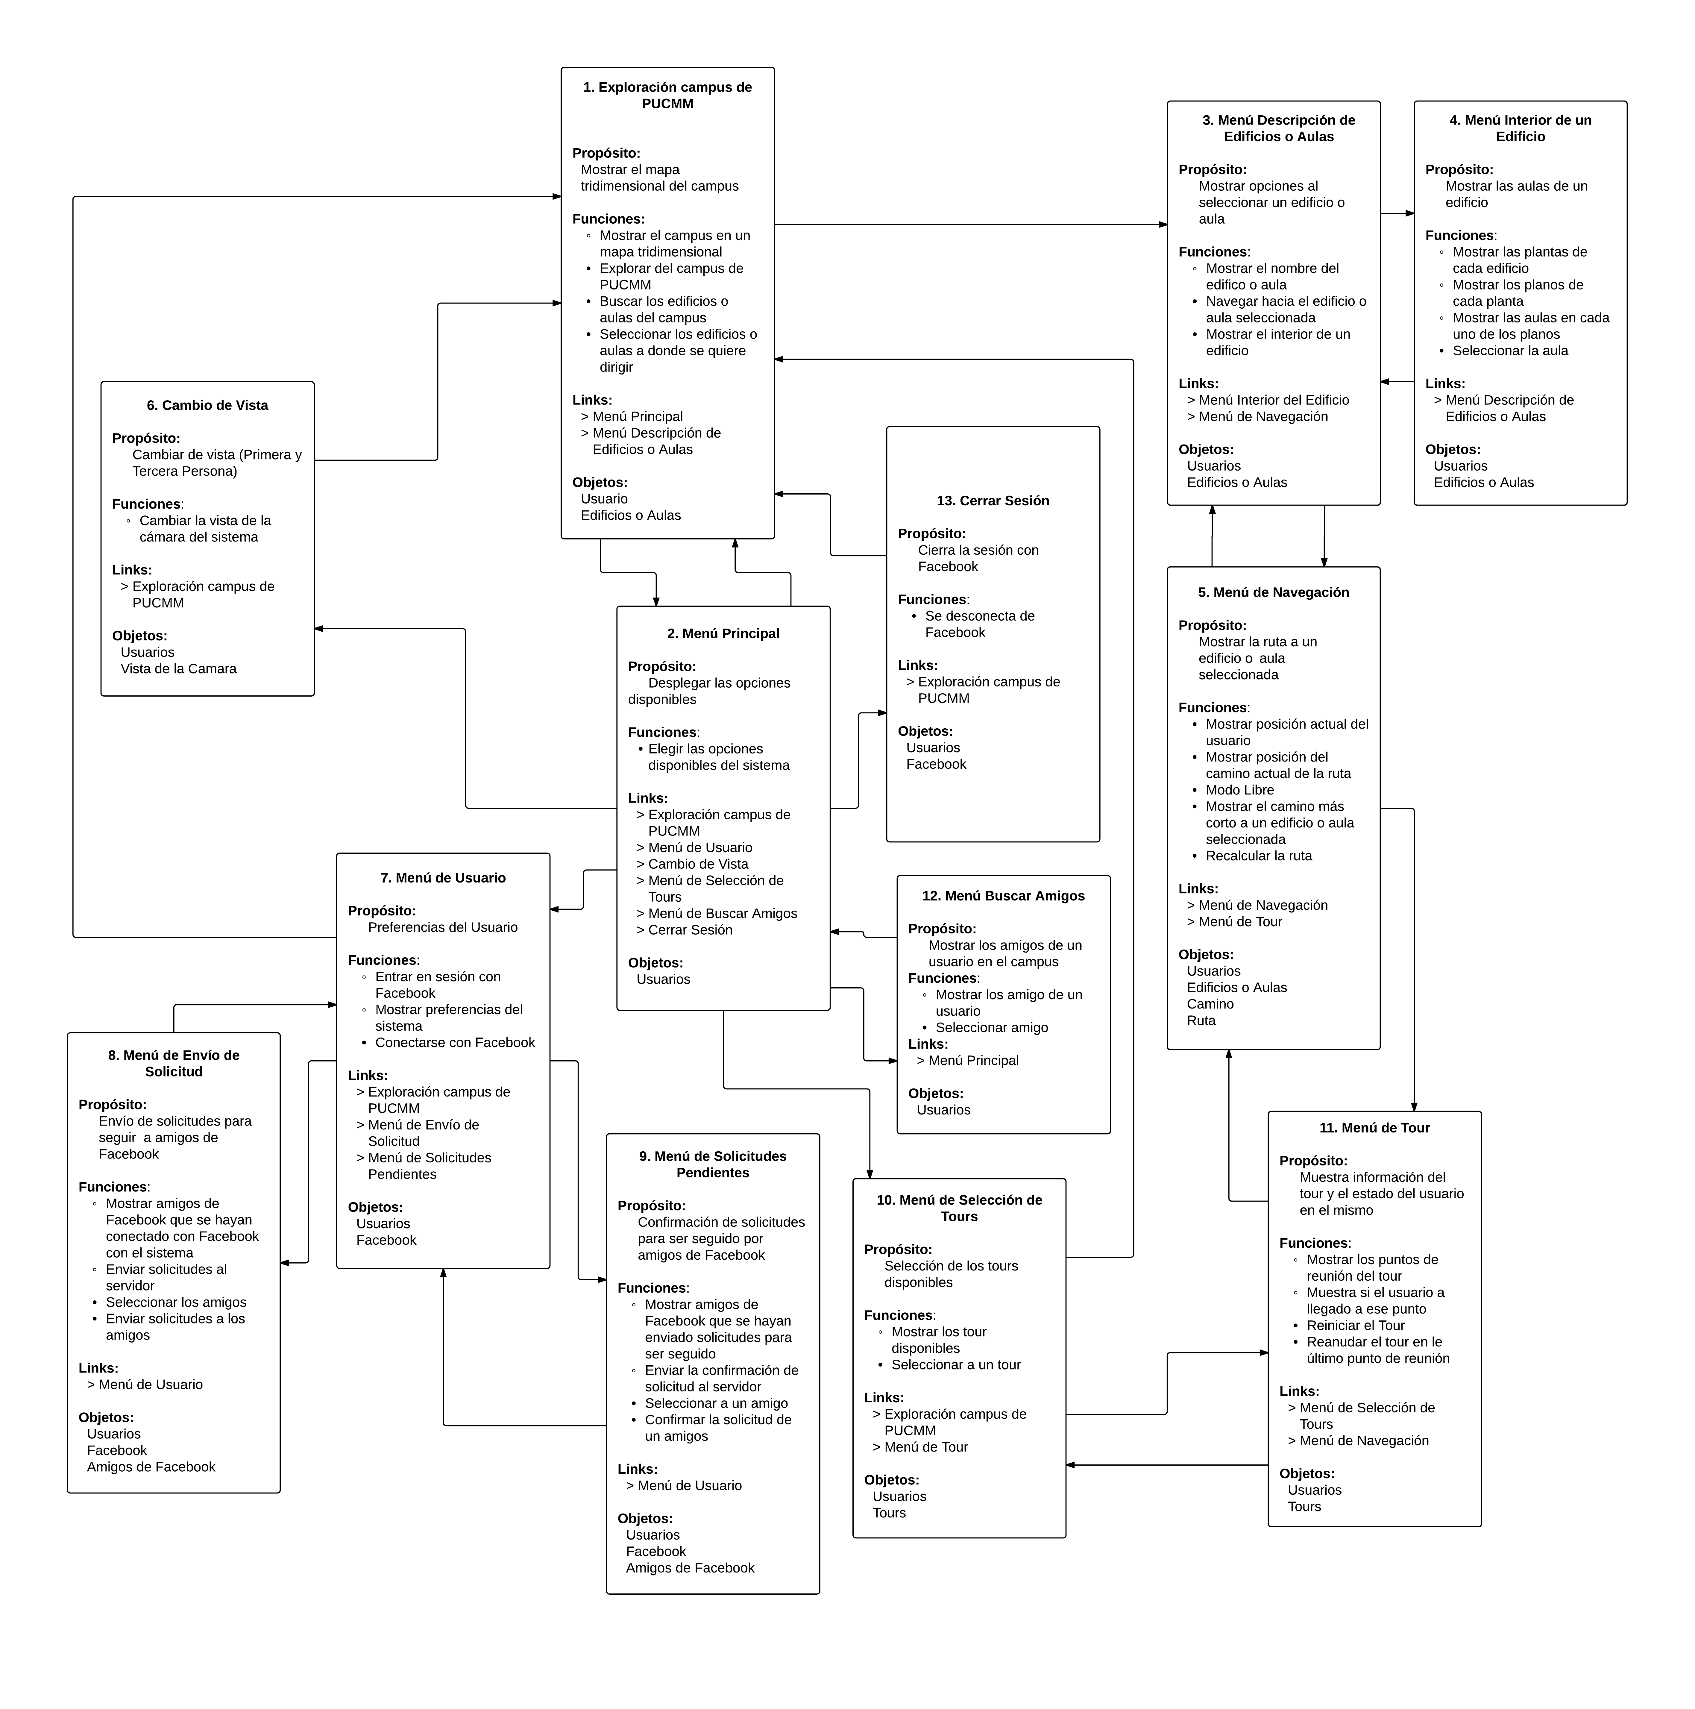 1. Exploración campus de
PUCMM
Propósito:
Mostrar el mapa
tridimensional del campus
Funciones:
◦ Mostrar el campus en un
mapa tridimensional
• Explorar del campus de
PUCMM
• Buscar los edificios o
aulas del campus
• Seleccionar los edificios o
aulas a donde se quiere
dirigir
Links:
> Menú Principal
> Menú Descripción de
Edificios o Aulas
Objetos:
Usuario
Edificios o Aulas
2. Menú Principal
Propósito:
Desplegar las opciones
disponibles
Funciones:
• Elegir las opciones
disponibles del sistema
Links:
> Exploración campus de
PUCMM
> Menú de Usuario
> Cambio de Vista
> Menú de Selección de
Tours
> Menú de Buscar Amigos
> Cerrar Sesión
Objetos:
Usuarios
3. Menú Descripción de
Edificios o Aulas
Propósito:
Mostrar opciones al
seleccionar un edificio o
aula
Funciones:
◦ Mostrar el nombre del
edifico o aula
• Navegar hacia el edificio o
aula seleccionada
• Mostrar el interior de un
edificio
Links:
> Menú Interior del Edificio
> Menú de Navegación
Objetos:
Usuarios
Edificios o Aulas
4. Menú Interior de un
Edificio
Propósito:
Mostrar las aulas de un
edificio
Funciones:
◦ Mostrar las plantas de
cada edificio
◦ Mostrar los planos de
cada planta
◦ Mostrar las aulas en cada
uno de los planos
• Seleccionar la aula
Links:
> Menú Descripción de
Edificios o Aulas
Objetos:
Usuarios
Edificios o Aulas
5. Menú de Navegación
Propósito:
Mostrar la ruta a un
edificio o aula
seleccionada
Funciones:
• Mostrar posición actual del
usuario
• Mostrar posición del
camino actual de la ruta
• Modo Libre
• Mostrar el camino más
corto a un edificio o aula
seleccionada
• Recalcular la ruta
Links:
> Menú de Navegación
> Menú de Tour
Objetos:
Usuarios
Edificios o Aulas
Camino
Ruta
6. Cambio de Vista
Propósito:
Cambiar de vista (Primera y
Tercera Persona)
Funciones:
◦ Cambiar la vista de la
cámara del sistema
Links:
> Exploración campus de
PUCMM
Objetos:
Usuarios
Vista de la Camara
7. Menú de Usuario
Propósito:
Preferencias del Usuario
Funciones:
◦ Entrar en sesión con
Facebook
◦ Mostrar preferencias del
sistema
• Conectarse con Facebook
Links:
> Exploración campus de
PUCMM
> Menú de Envío de
Solicitud
> Menú de Solicitudes
Pendientes
Objetos:
Usuarios
Facebook
8. Menú de Envío de
Solicitud
Propósito:
Envío de solicitudes para
seguir a amigos de
Facebook
Funciones:
◦ Mostrar amigos de
Facebook que se hayan
conectado con Facebook
con el sistema
◦ Enviar solicitudes al
servidor
• Seleccionar los amigos
• Enviar solicitudes a los
amigos
Links:
> Menú de Usuario
Objetos:
Usuarios
Facebook
Amigos de Facebook
9. Menú de Solicitudes
Pendientes
Propósito:
Confirmación de solicitudes
para ser seguido por
amigos de Facebook
Funciones:
◦ Mostrar amigos de
Facebook que se hayan
enviado solicitudes para
ser seguido
◦ Enviar la confirmación de
solicitud al servidor
• Seleccionar a un amigo
• Confirmar la solicitud de
un amigos
Links:
> Menú de Usuario
Objetos:
Usuarios
Facebook
Amigos de Facebook
10. Menú de Selección de
Tours
Propósito:
Selección de los tours
disponibles
Funciones:
◦ Mostrar los tour
disponibles
• Seleccionar a un tour
Links:
> Exploración campus de
PUCMM
> Menú de Tour
Objetos:
Usuarios
Tours
11. Menú de Tour
Propósito:
Muestra información del
tour y el estado del usuario
en el mismo
Funciones:
◦ Mostrar los puntos de
reunión del tour
◦ Muestra si el usuario a
llegado a ese punto
• Reiniciar el Tour
• Reanudar el tour en le
último punto de reunión
Links:
> Menú de Selección de
Tours
> Menú de Navegación
Objetos:
Usuarios
Tours
12. Menú Buscar Amigos
Propósito:
Mostrar los amigos de un
usuario en el campus
Funciones:
◦ Mostrar los amigo de un
usuario
• Seleccionar amigo
Links:
> Menú Principal
Objetos:
Usuarios
13. Cerrar Sesión
Propósito:
Cierra la sesión con
Facebook
Funciones:
• Se desconecta de
Facebook
Links:
> Exploración campus de
PUCMM
Objetos:
Usuarios
Facebook